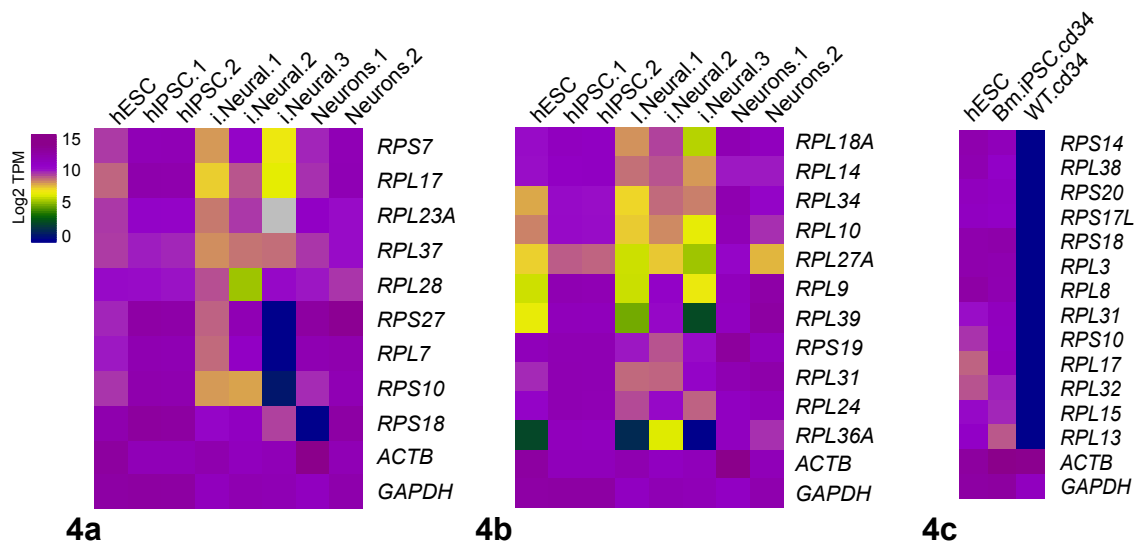 hESC
hIPSC.1
hIPSC.2
i.Neural.1
i.Neural.2
i.Neural.3
Neurons.1
Neurons.2
15
10
5
0
Log2 TPM
RPS7
RPL17
RPL23A
RPL37
RPL28
RPS27
RPL7
RPS10
RPS18
ACTB
GAPDH
4a
hESC
hIPSC.1
hIPSC.2
I.Neural.1
i.Neural.2
i.Neural.3
Neurons.1
Neurons.2
RPL18A
RPL14
RPL34
RPL10
RPL27A
RPL9
RPL39
RPS19
RPL31
RPL24
RPL36A
ACTB
GAPDH
4b
hESC
Bm.iPSC.cd34
WT.cd34
RPS14
RPL38
RPS20
RPS17L
RPS18
RPL3
RPL8
RPL31
RPS10
RPL17
RPL32
RPL15
RPL13
ACTB
GAPDH
4c